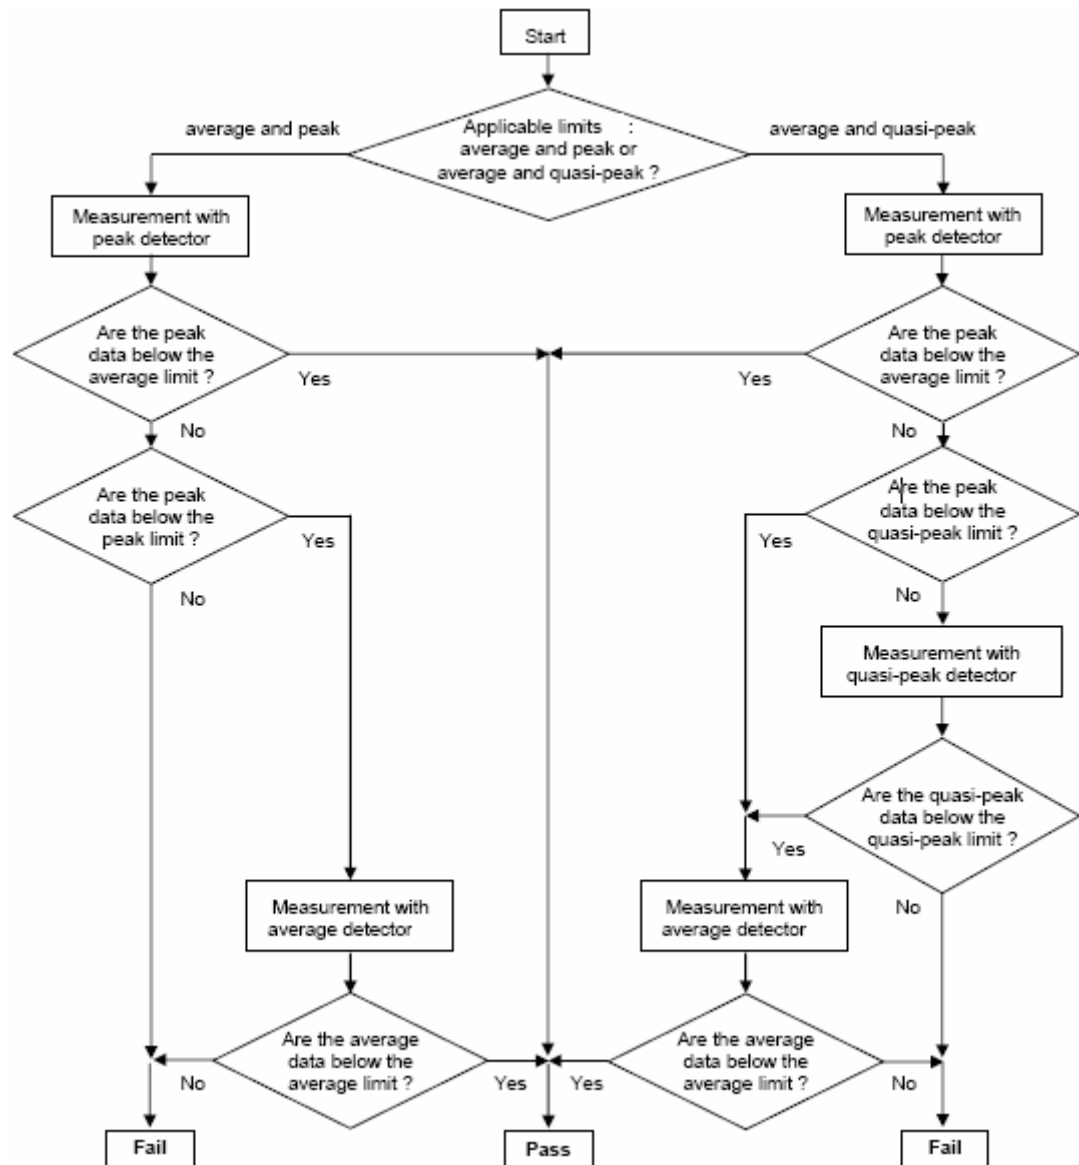 Start
average and peak
Applicable limits :
average and peak or
average and quasi-peak ?
average and quasi-peak
Measurement with
peak detector
Measurement with
peak detector
Are the peak
data below the
average limit ?
Yes
No
Are the peak
data below the
average limit ?
Yes
No
Are the peak
data below the
peak limit ?
Yes
No
Are the peak
data below the
quasi-peak limit ?
Yes
No
Measurement with
quasi-peak detector
Are the quasi-peak
data below the
quasi-peak limit ?
Yes
No
Measurement with
average detector
Measurement with
average detector
Are the average
data below the
average limit ?
No
Yes
Are the average
data below the
average limit ?
Yes
No
Fail
Pass
Fail